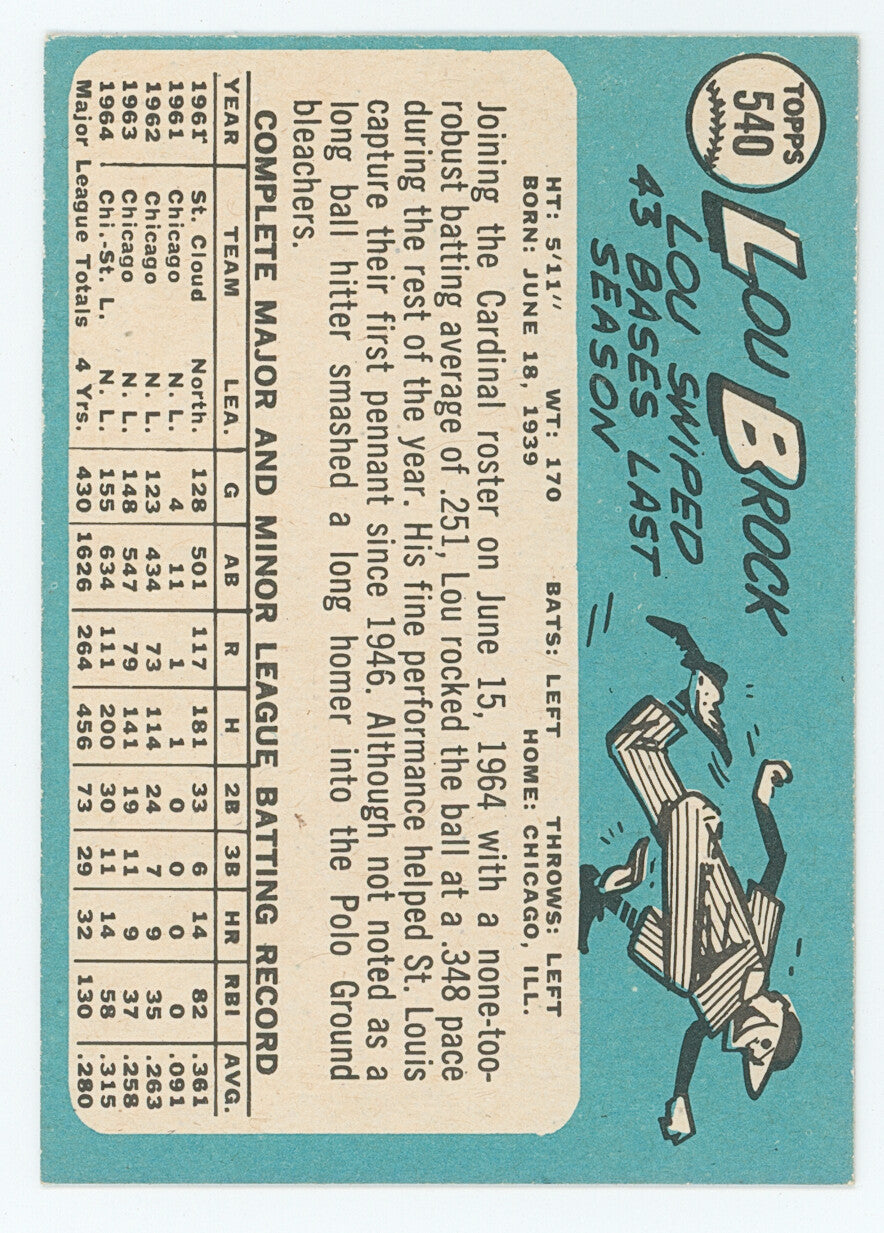 TOPPS
540
LOU BROCK
LOU SWIPED
43 BASES LAST
SEASON
HT: 5'11" WT: 170 BATS: LEFT THROWS: LEFT
BORN: JUNE 18, 1939 HOME: CHICAGO, ILL.
Joining the Cardinal roster on June 15, 1964 with a none-too-
robust batting average of .251, Lou rocked the ball at a .348 pace
during the rest of the year. His fine performance helped St. Louis
capture their first pennant since 1946. Although not noted as a
long ball hitter smashed a long homer into the Polo Ground
bleachers.
COMPLETE MAJOR AND MINOR LEAGUE BATTING RECORD
YEAR TEAM LEA. G AB R H 2B 3B HR RBI AVG.
1961 St. Cloud North. 128 501 117 181 33 6 14 82 .361
1961 Chicago N. L. 4 11 1 1 0 0 0 0 .091
1962 Chicago N. L. 123 434 73 114 24 7 9 35 .263
1963 Chicago N. L. 148 547 79 141 19 11 9 37 .258
1964 Chi.-St. L. N. L. 155 634 111 200 30 11 14 58 .315
Major League Totals 4 Yrs. 430 1626 264 456 73 29 32 130 .280